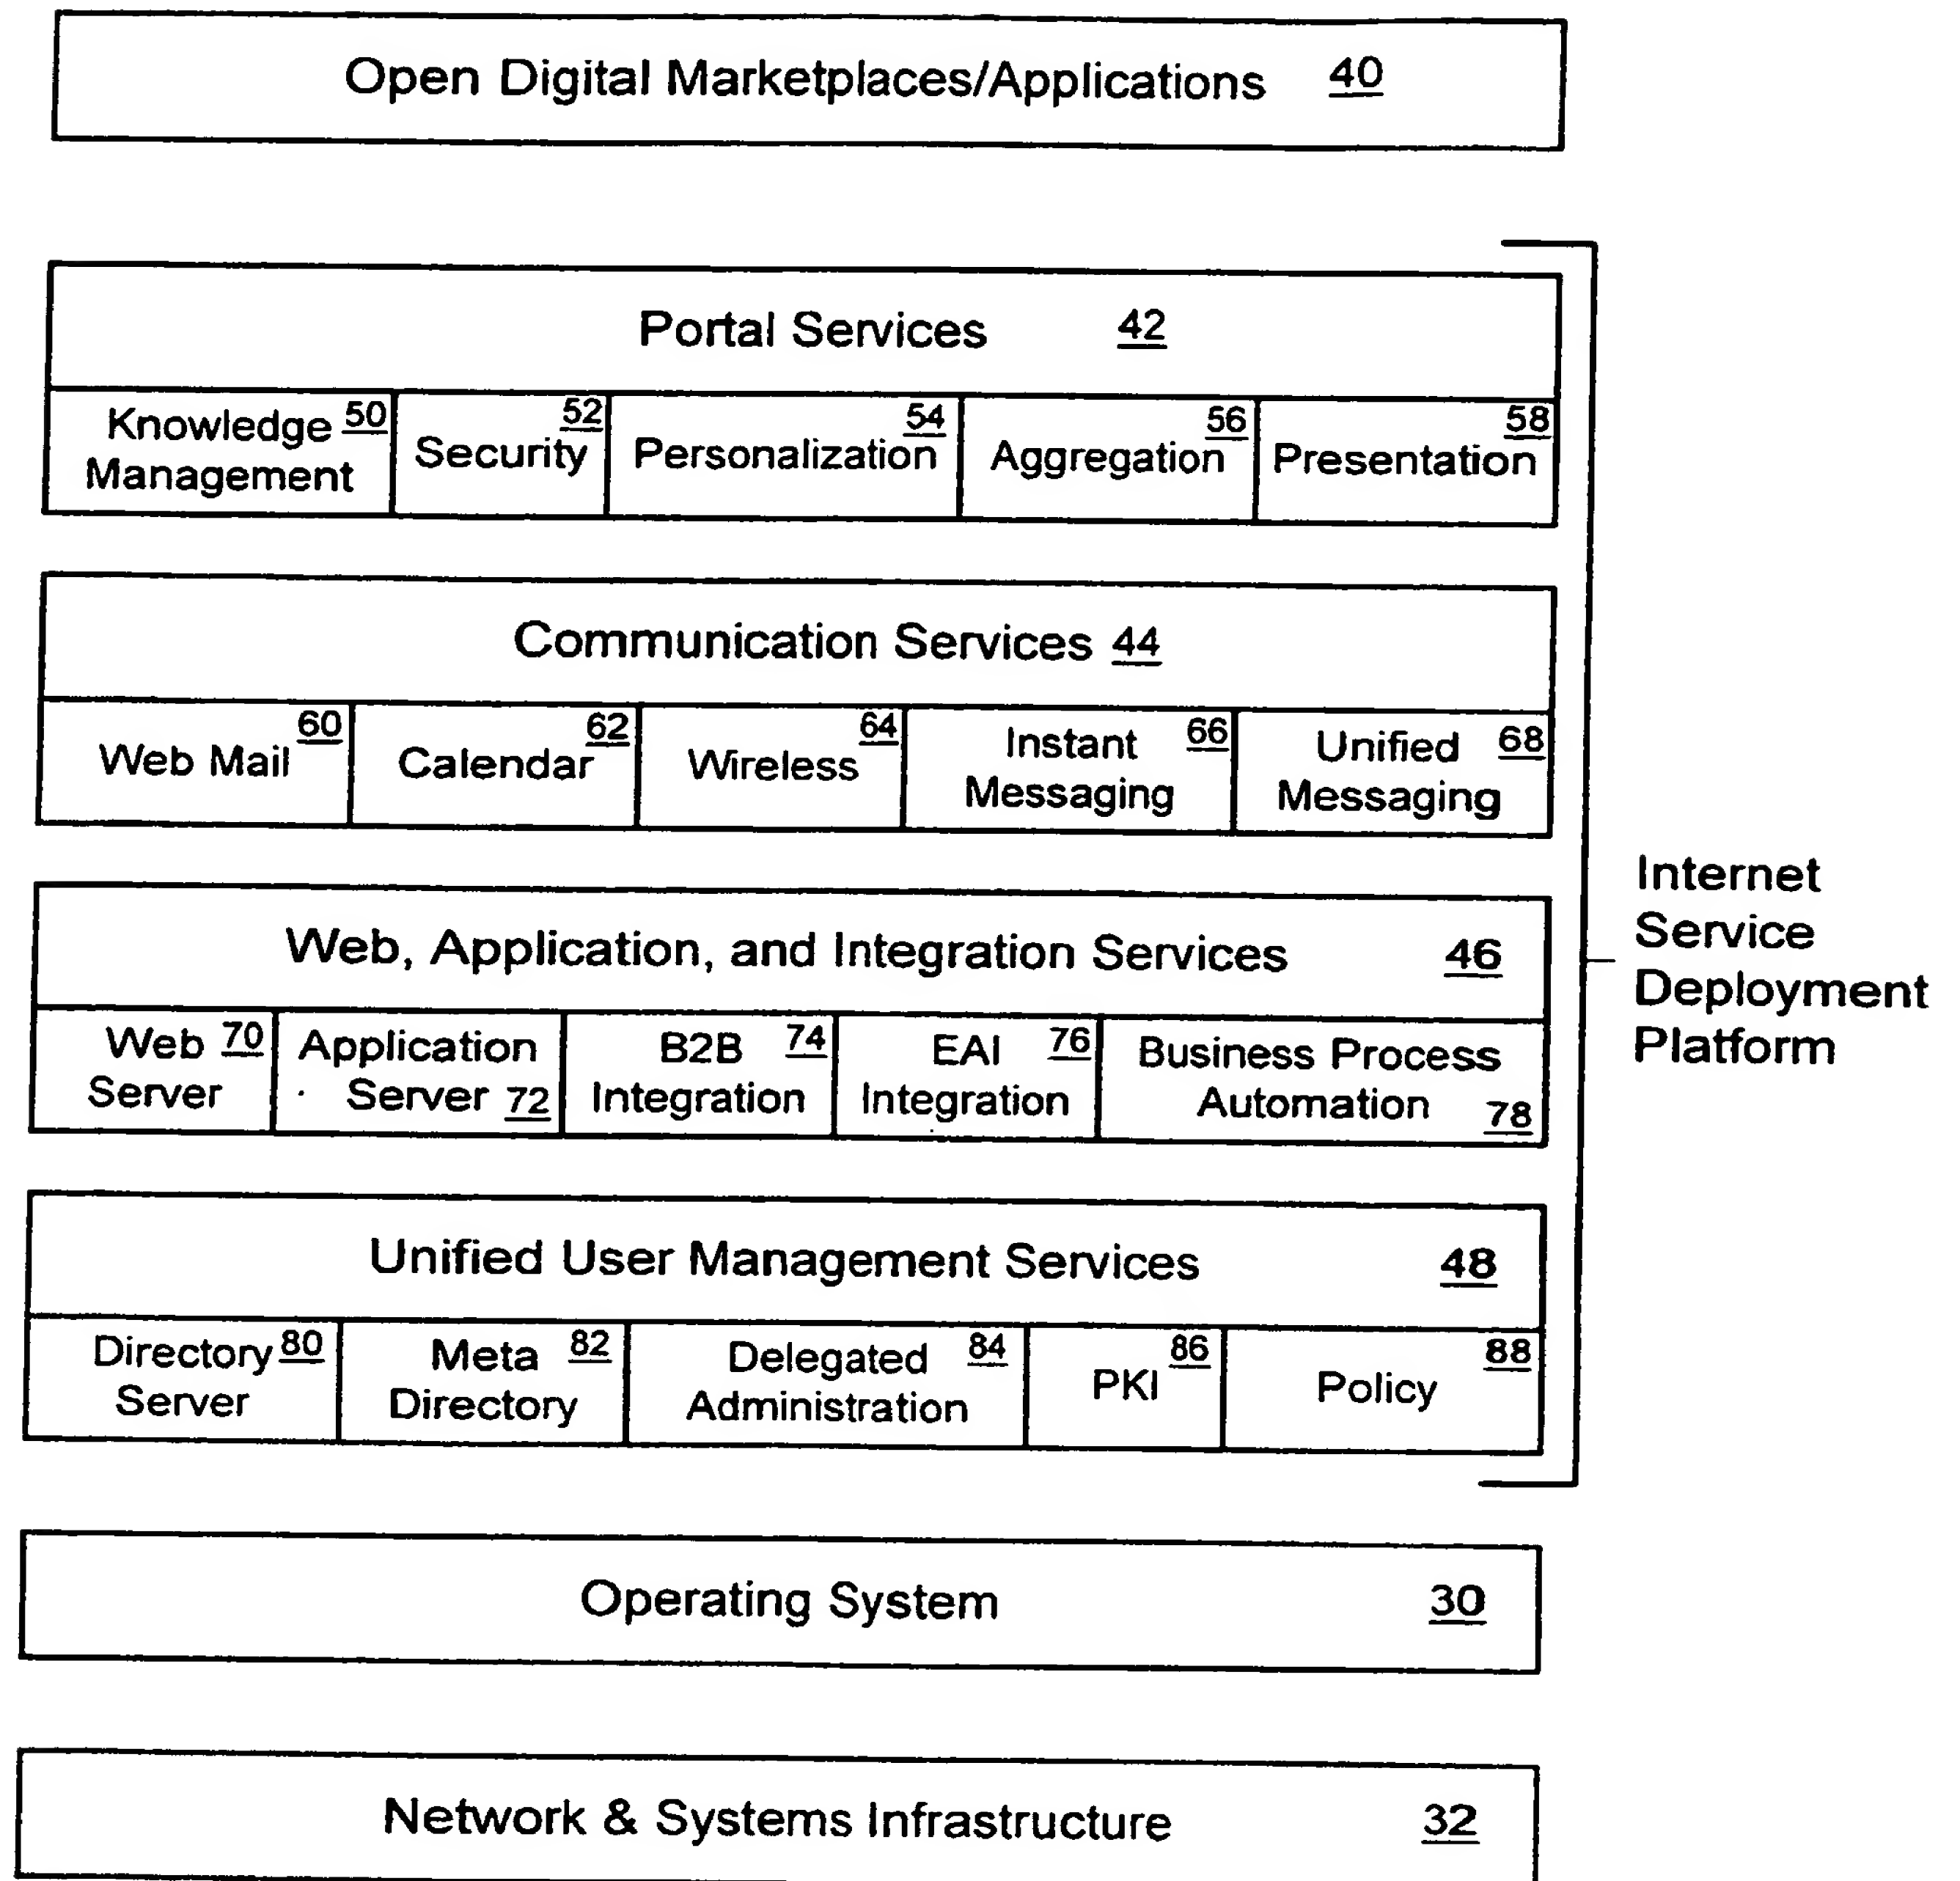 Open Digital Marketplaces/Applications 40
Portal Services 42
Knowledge 50
Management
Security 52
Personalization 54
Aggregation 56
Presentation 58
Communication Services 44
Web Mail 60
Calendar 62
Wireless 64
Instant 66
Messaging
Unified 68
Messaging
Web, Application, and Integration Services 46
Web 70
Server
Application
Server 72
B2B 74
Integration
EAI 76
Integration
Business Process
Automation 78
Unified User Management Services 48
Directory 80
Server
Meta 82
Directory
Delegated 84
Administration
PKI 86
Policy 88
Internet
Service
Deployment
Platform
Operating System 30
Network & Systems Infrastructure 32